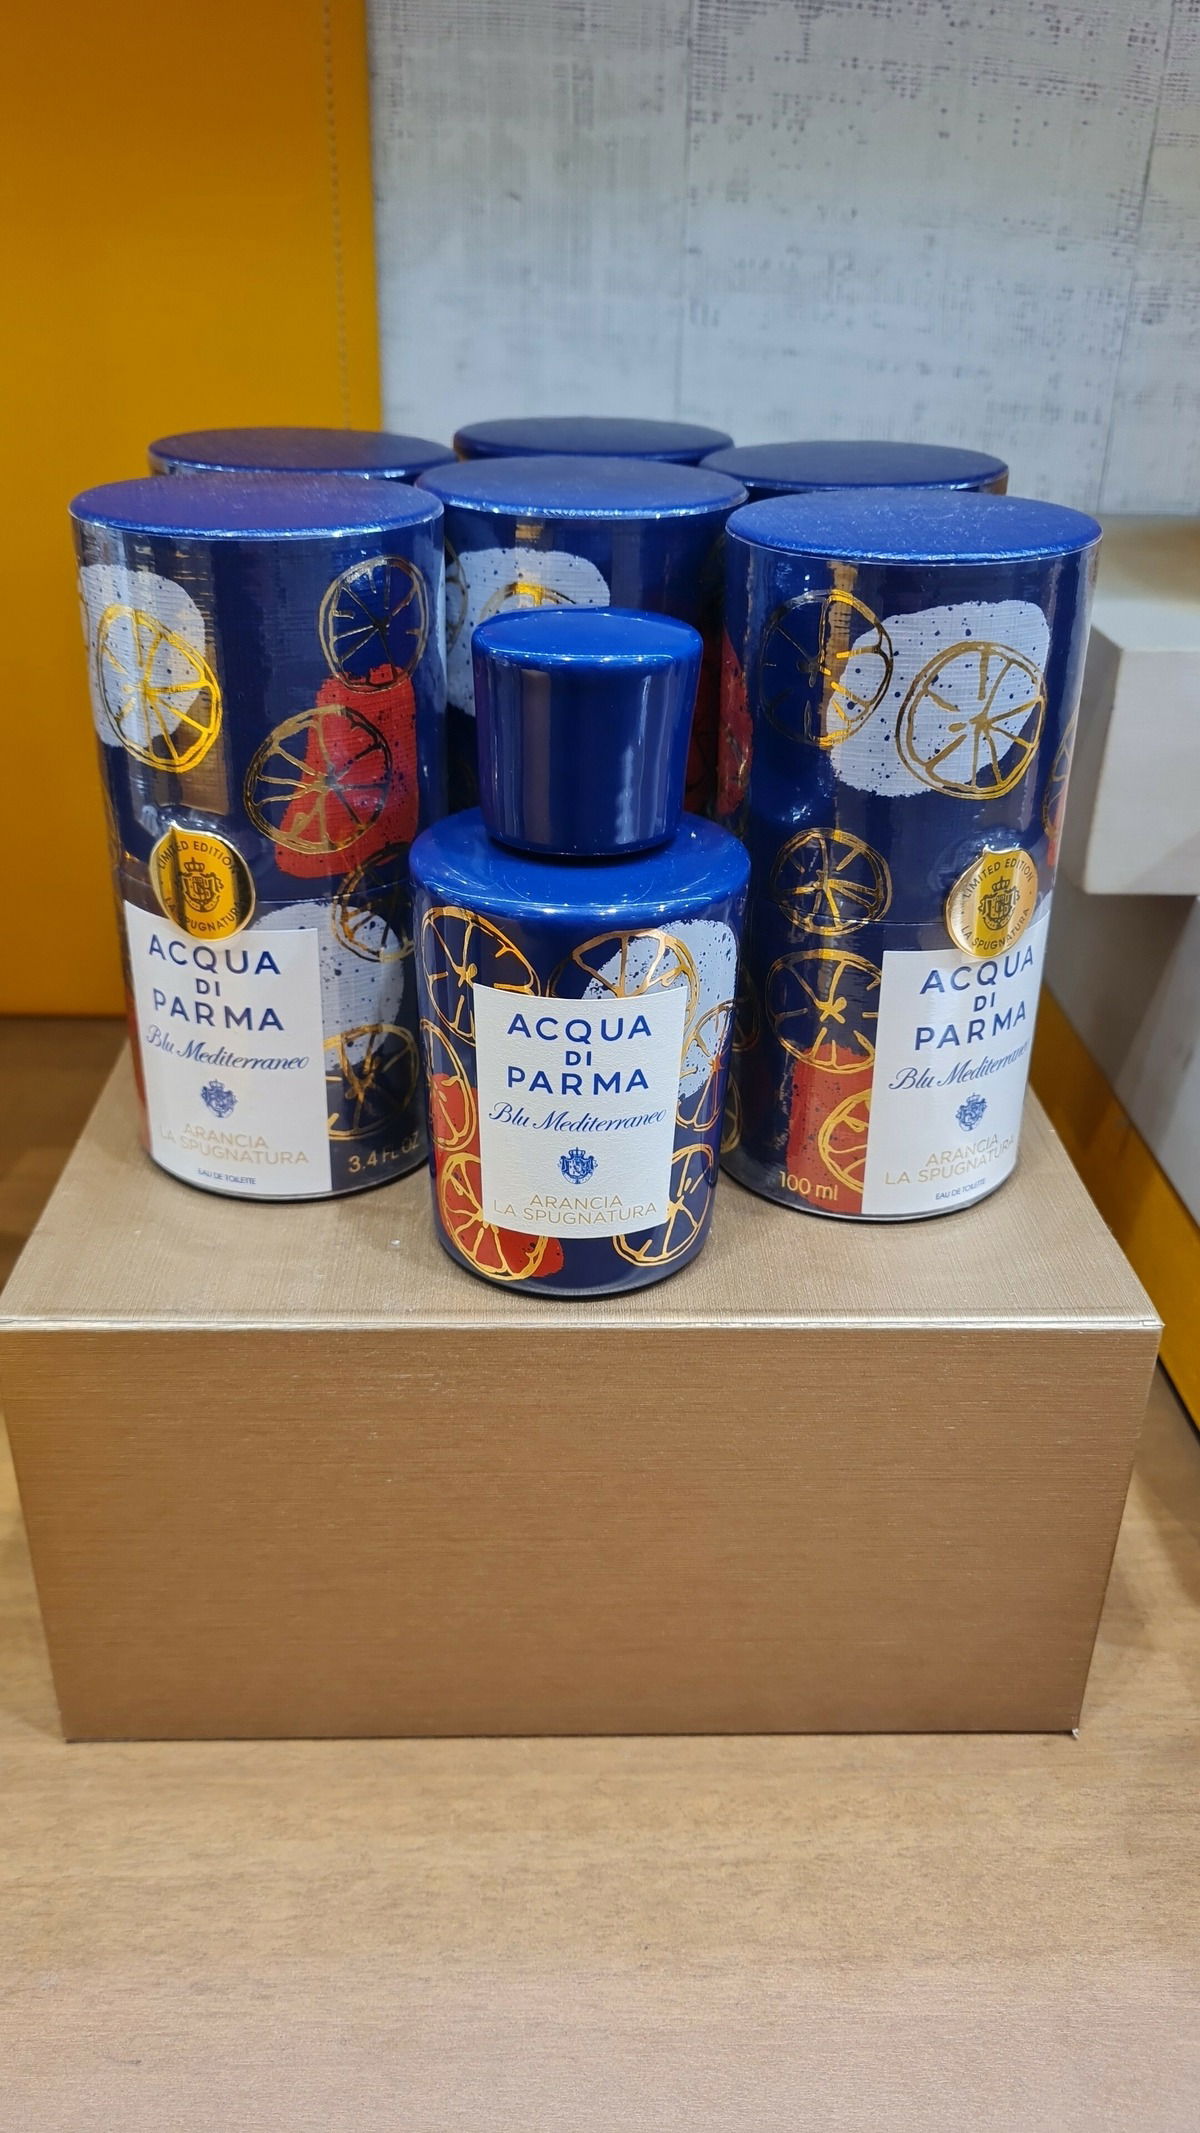 LIMITED EDITION
LA SPUGNATURA
ACQUA
DI
PARMA
Blu Mediterraneo
ARANCIA
LA SPUGNATURA
EAU DE TOILETTE
3.4 FL OZ
ACQUA
DI
PARMA
Blu Mediterraneo
ARANCIA
LA SPUGNATURA
LIMITED EDITION
LA SPUGNATURA
ACQUA
DI
PARMA
Blu Mediterraneo
ARANCIA
LA SPUGNATURA
EAU DE TOILETTE
100 ml